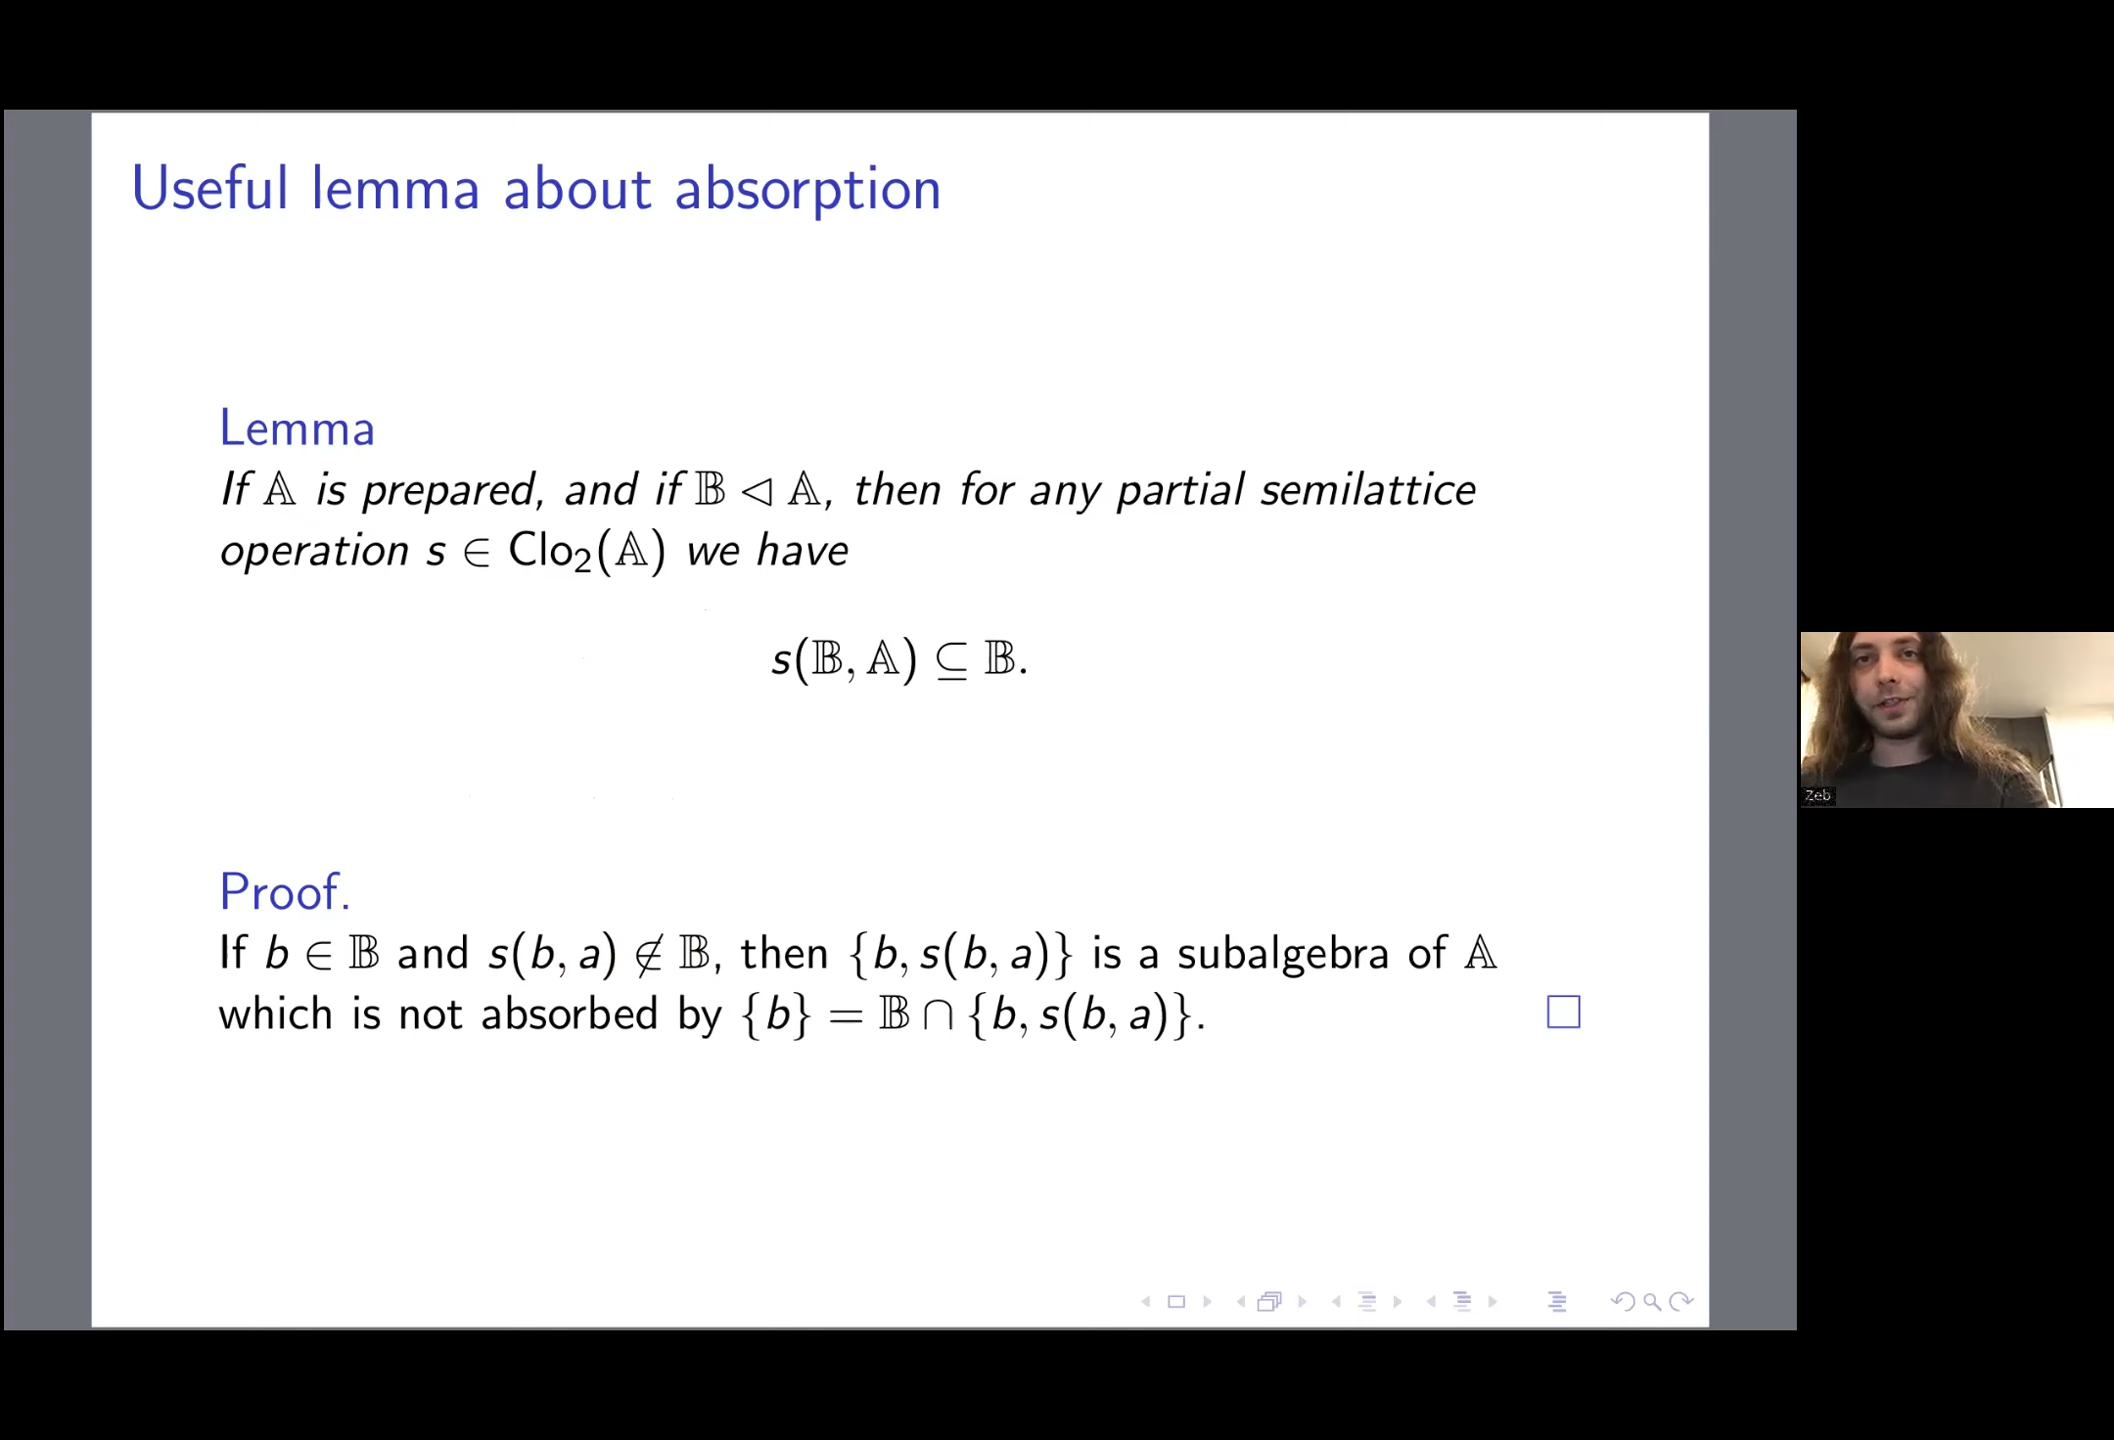 Useful lemma about absorption
Lemma
If 𝔸 is prepared, and if 𝔹 ◁ 𝔸, then for any partial semilattice
operation s ∈ Clo₂(𝔸) we have
s(𝔹, 𝔸) ⊆ 𝔹.
Proof.
If b ∈ 𝔹 and s(b, a) ∉ 𝔹, then {b, s(b, a)} is a subalgebra of 𝔸
which is not absorbed by {b} = 𝔹 ∩ {b, s(b, a)}.
Zeb